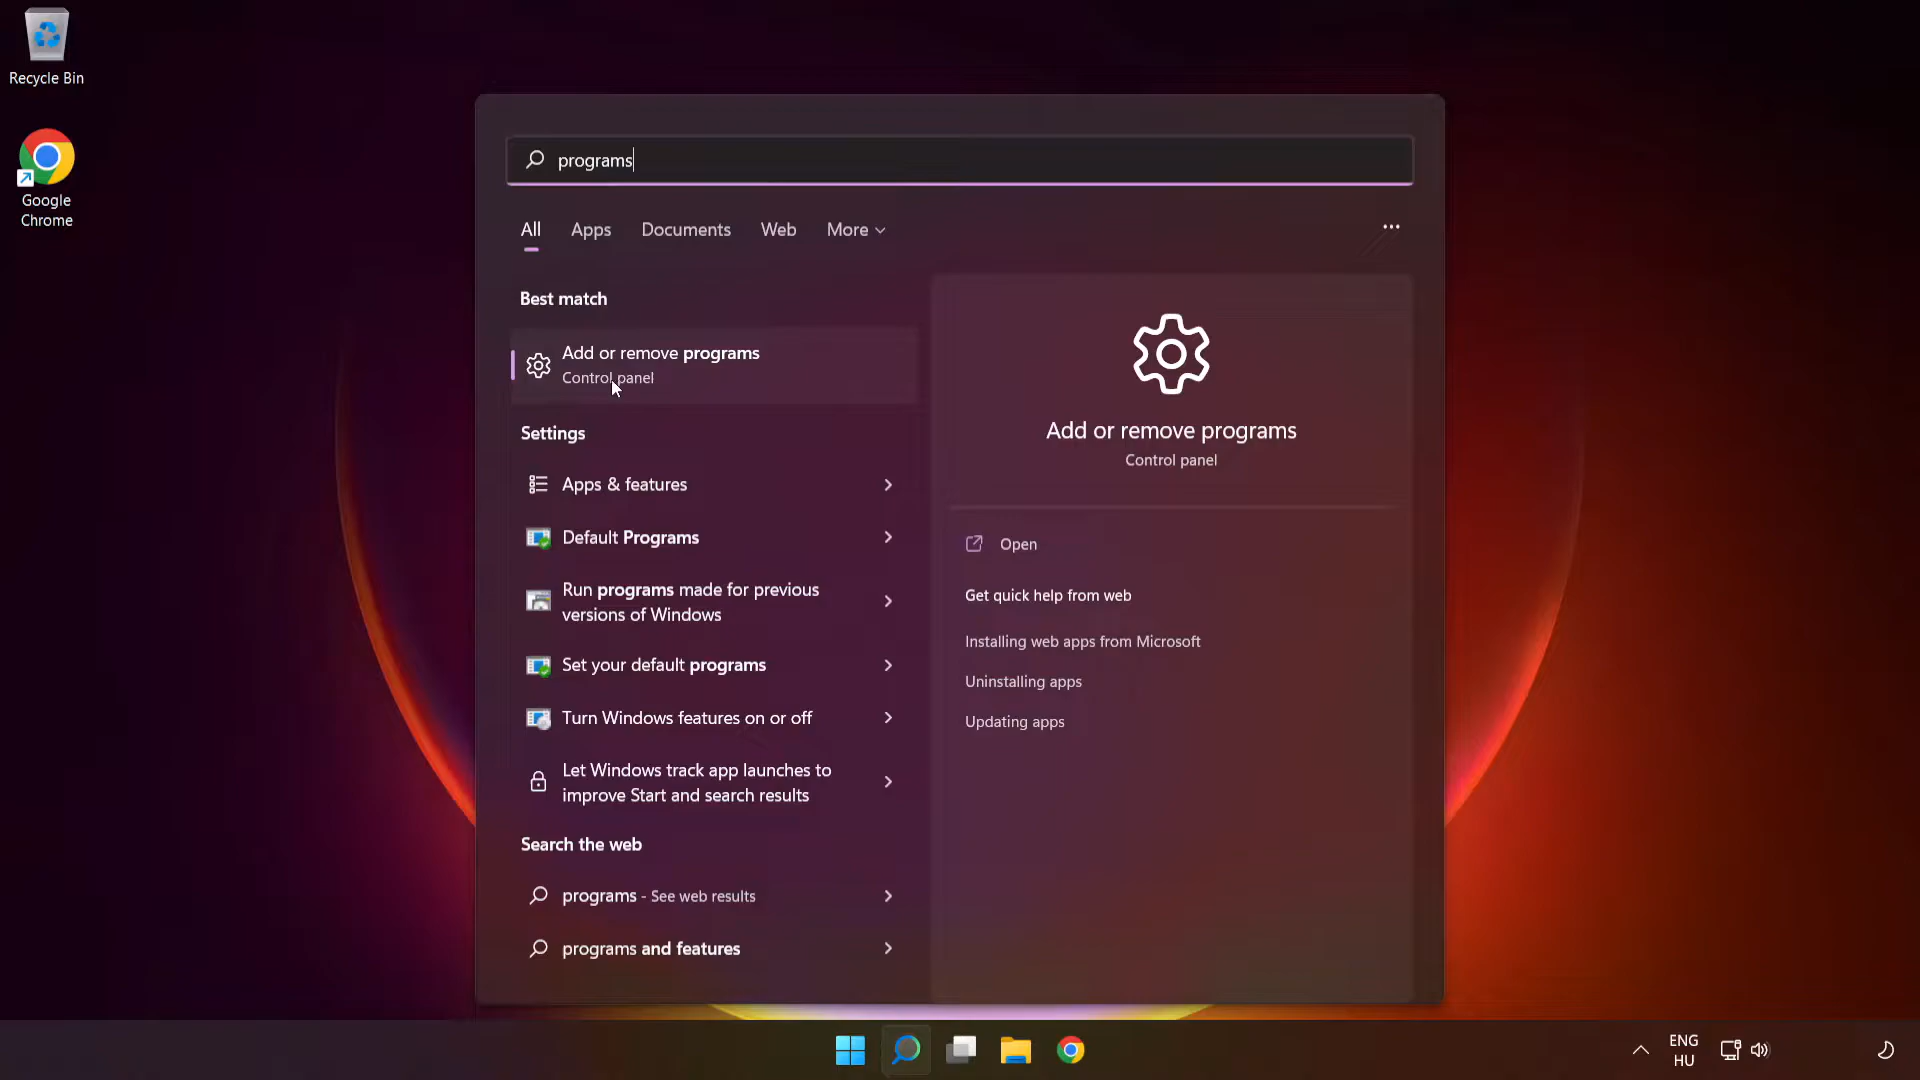 Recycle Bin
Google
Chrome
programs
All Apps Documents Web More
Best match
Add or remove programs
Control panel
Settings
Apps & features
Default Programs
Run programs made for previous
versions of Windows
Set your default programs
Turn Windows features on or off
Let Windows track app launches to
improve Start and search results
Search the web
programs - See web results
programs and features
Add or remove programs
Control panel
Open
Get quick help from web
Installing web apps from Microsoft
Uninstalling apps
Updating apps
ENG
HU